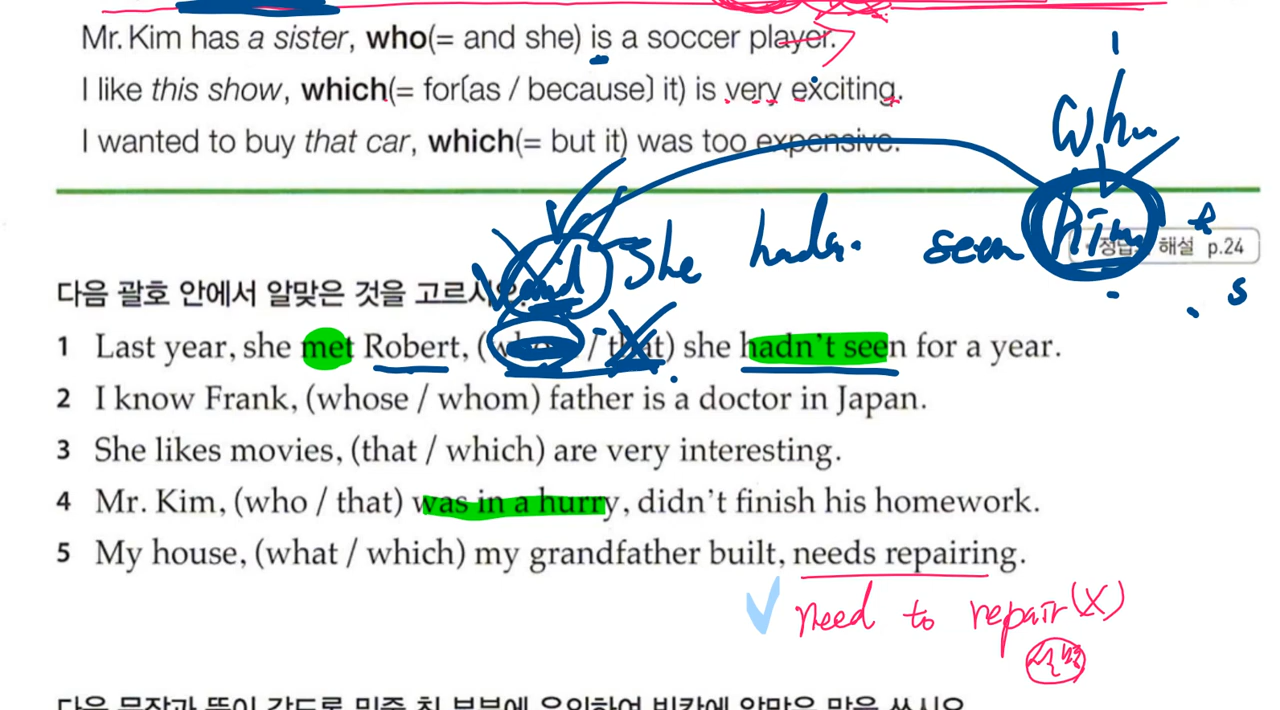 Mr. Kim has a sister, who(= and she) is a soccer player.
I like this show, which(= for[as / because] it) is very exciting.
I wanted to buy that car, which(= but it) was too expensive.
who
and she hadn. seen him
해설 p.24
s
다음 괄호 안에서 알맞은 것을 고르시오.
1 Last year, she met Robert, ( / that) she hadn't seen for a year.
2 I know Frank, (whose / whom) father is a doctor in Japan.
3 She likes movies, (that / which) are very interesting.
4 Mr. Kim, (who / that) was in a hurry, didn't finish his homework.
5 My house, (what / which) my grandfather built, needs repairing.
need to repair(X)